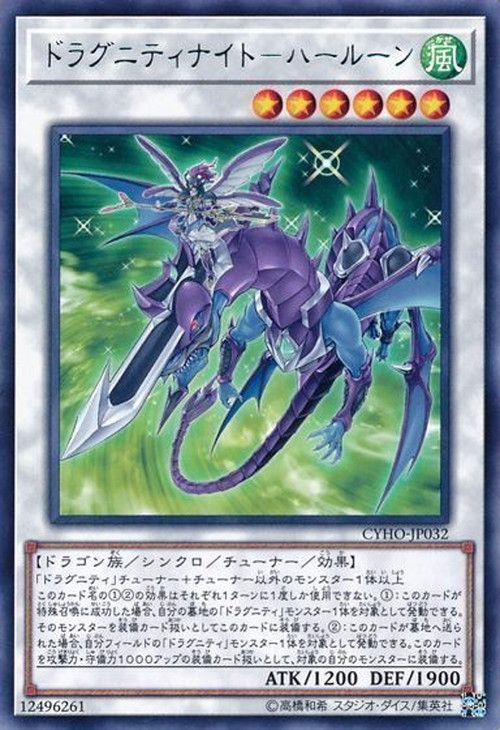 ドラグニティナイト－ハールーン
風
CYHO-JP032
【ドラゴン族／シンクロ／チューナー／効果】
「ドラグニティ」チューナー＋チューナー以外のモンスター1体以上
このカード名の①②の効果はそれぞれ1ターンに1度しか使用できない。①：このカードが
特殊召喚に成功した場合、自分の墓地の「ドラグニティ」モンスター1体を対象として発動できる。
そのモンスターを装備カード扱いとしてこのカードに装備する。②：このカードが墓地へ送ら
れた場合、自分フィールドの「ドラグニティ」モンスター1体を対象として発動できる。このカード
を攻撃力・守備力1000アップの装備カード扱いとして、対象の自分のモンスターに装備する。
ATK/1200 DEF/1900
12496261
©高橋和希 スタジオ・ダイス/集英社